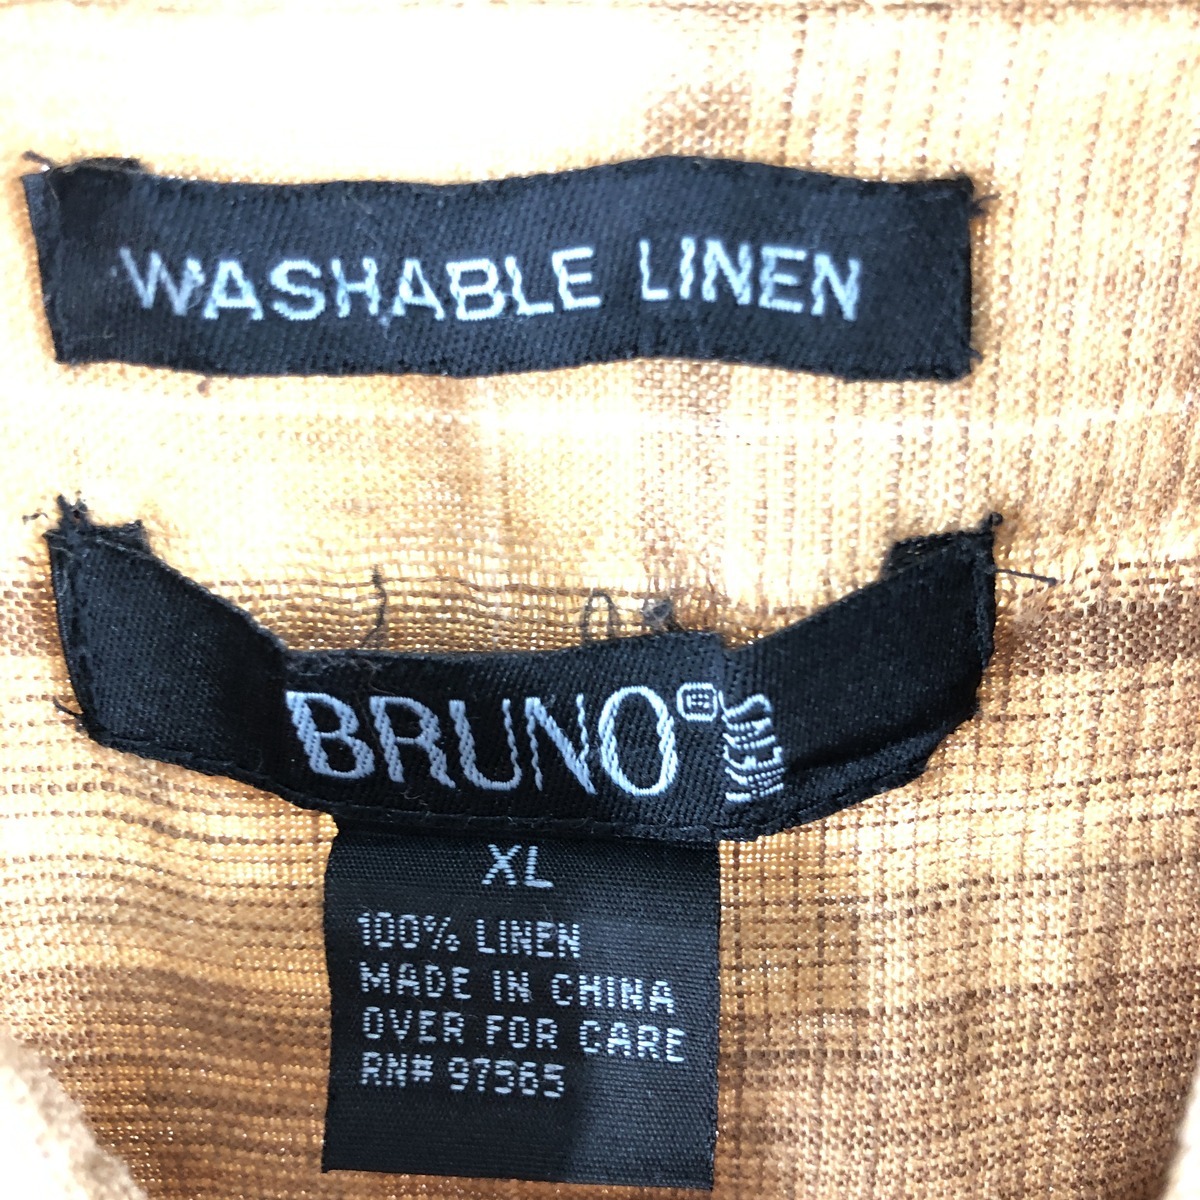 WASHABLE LINEN
BRUNO
XL
100% LINEN
MADE IN CHINA
OVER FOR CARE
RN# 97565